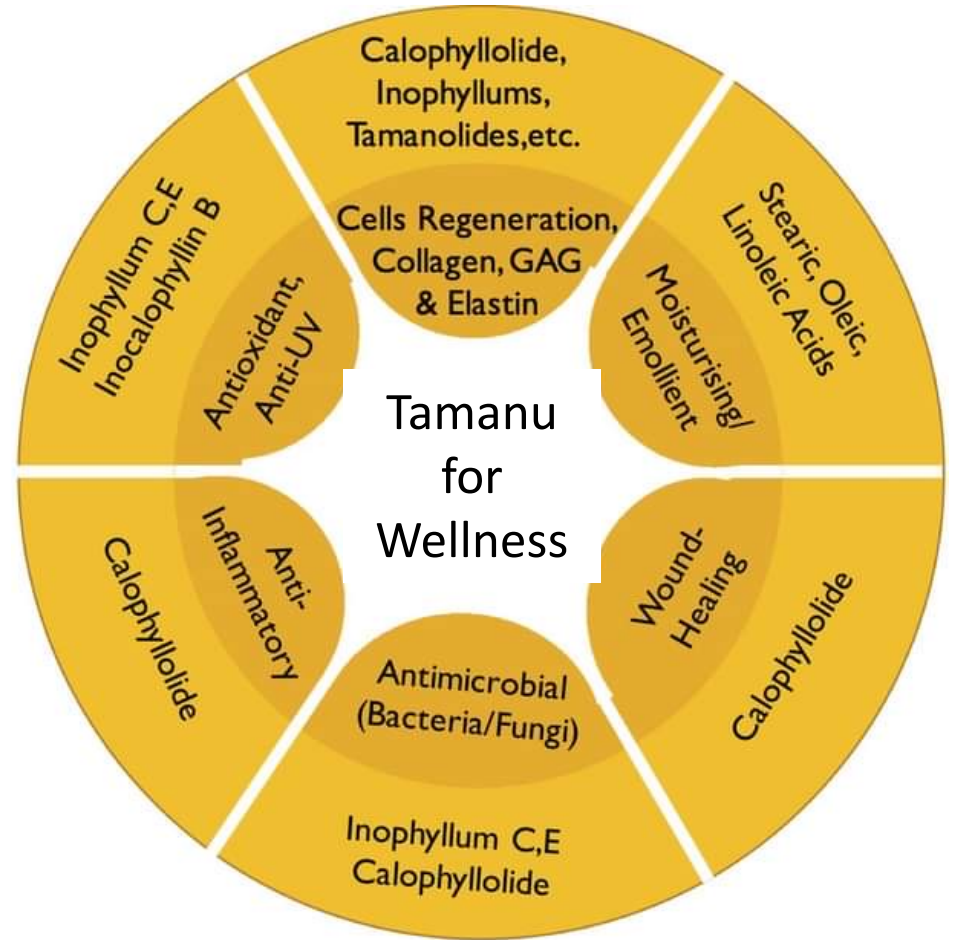 Calophyllolide,
Inophyllums,
Tamanolides,etc.
Cells Regeneration,
Collagen, GAG
& Elastin
Stearic, Oleic,
Linoleic Acids
Moisturising/
Emollient
Wound-
Healing
Calophyllolide
Antimicrobial
(Bacteria/Fungi)
Inophyllum C,E
Calophyllolide
Anti-
Inflammatory
Calophyllolide
Inophyllum C,E
Inocalophyllin B
Antioxidant,
Anti-UV
Tamanu
for
Wellness